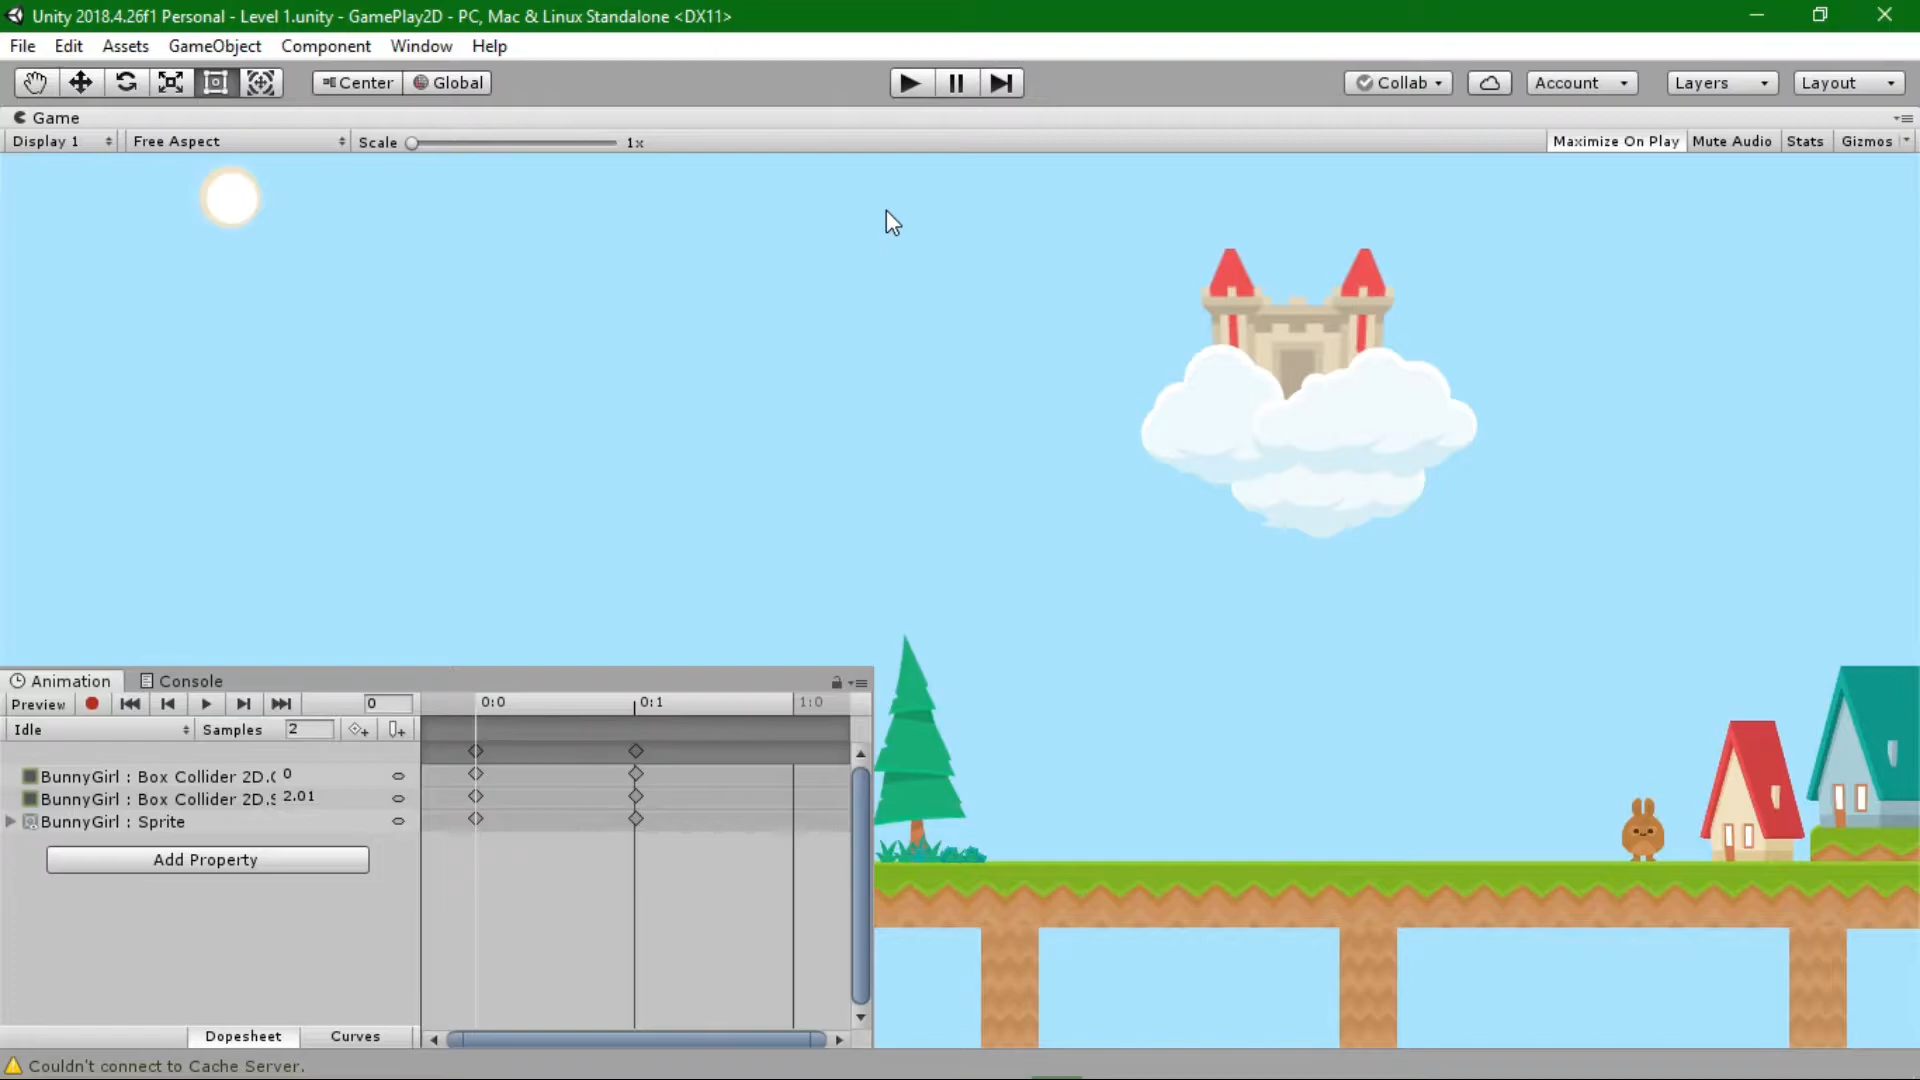 Unity 2018.4.26f1 Personal - Level 1.unity - GamePlay2D - PC, Mac & Linux Standalone <DX11>
File Edit Assets GameObject Component Window Help
Center Global Collab Account Layers Layout
Game
Display 1 Free Aspect Scale 1x Maximize On Play Mute Audio Stats Gizmos
Animation Console
Preview 0 0:0 0:1 1:0
Idle Samples 2
BunnyGirl : Box Collider 2D.( 0
BunnyGirl : Box Collider 2D.S 2.01
BunnyGirl : Sprite
Add Property
Dopesheet Curves
Couldn't connect to Cache Server.